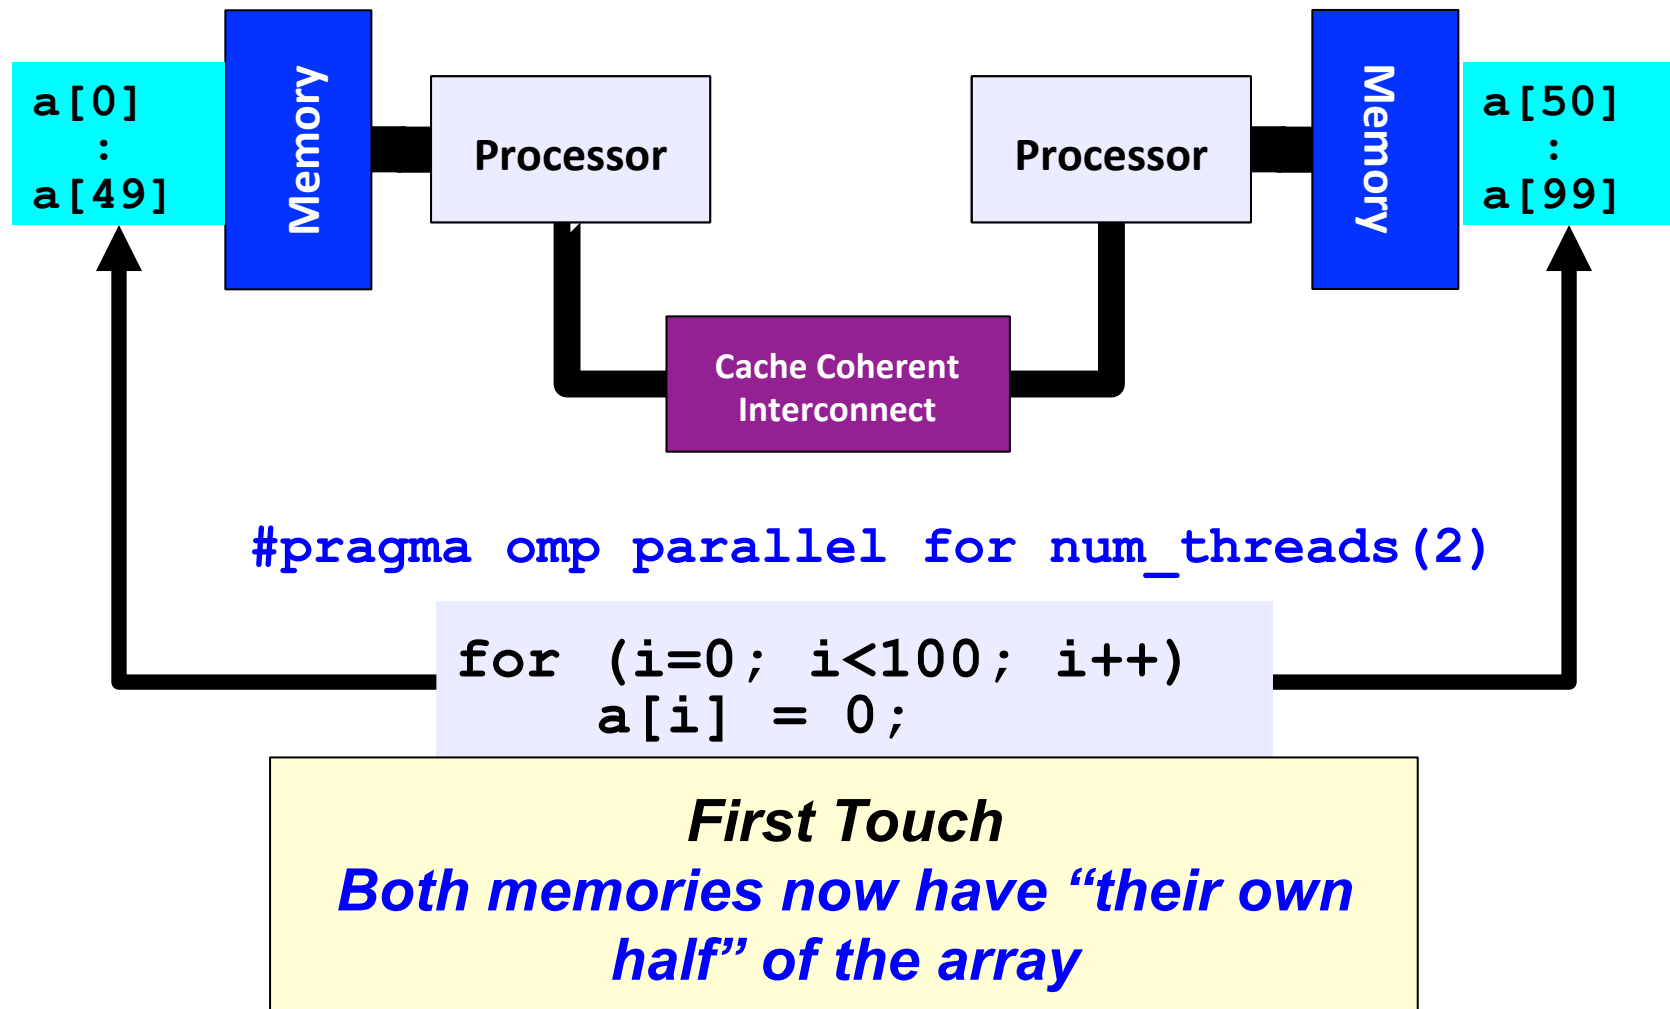 a[0]
:
a[49]
Memory
Processor
Processor
Memory
a[50]
:
a[99]
Cache Coherent
Interconnect
#pragma omp parallel for num_threads(2)
for (i=0; i<100; i++)
a[i] = 0;
First Touch
Both memories now have “their own
half” of the array